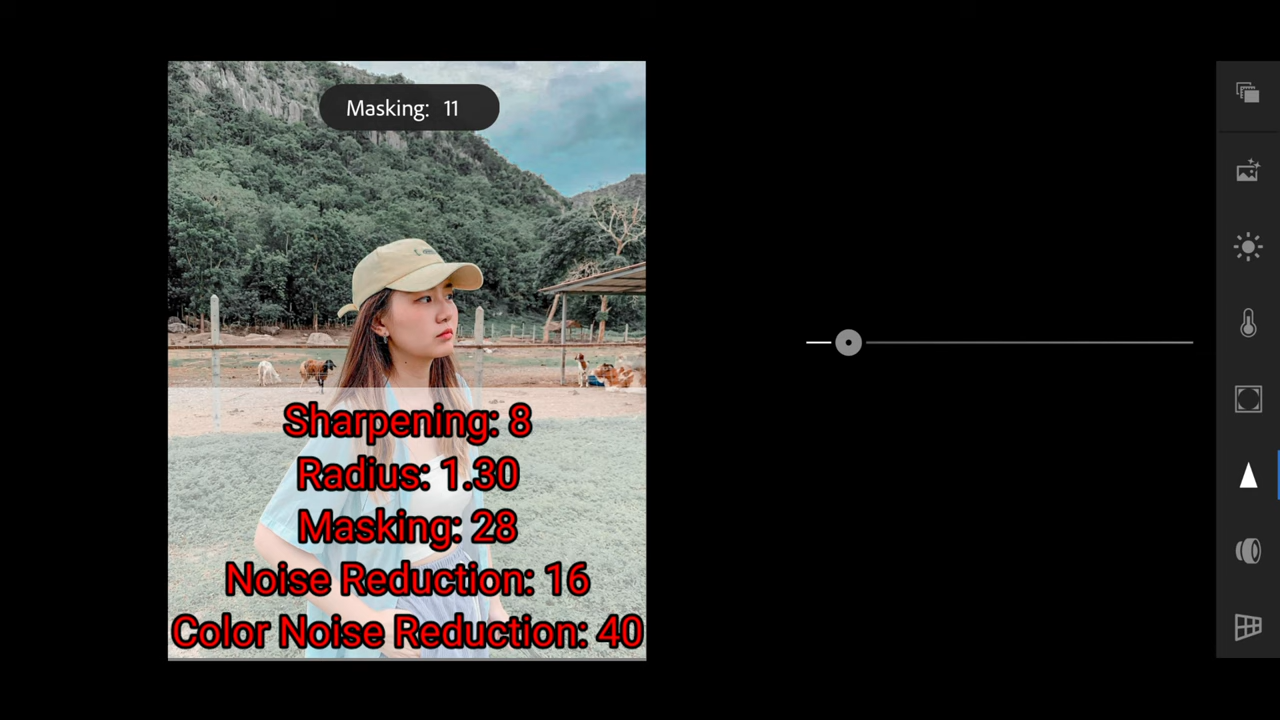 Masking: 11
Sharpening: 8
Radius: 1.30
Masking: 28
Noise Reduction: 16
Color Noise Reduction: 40